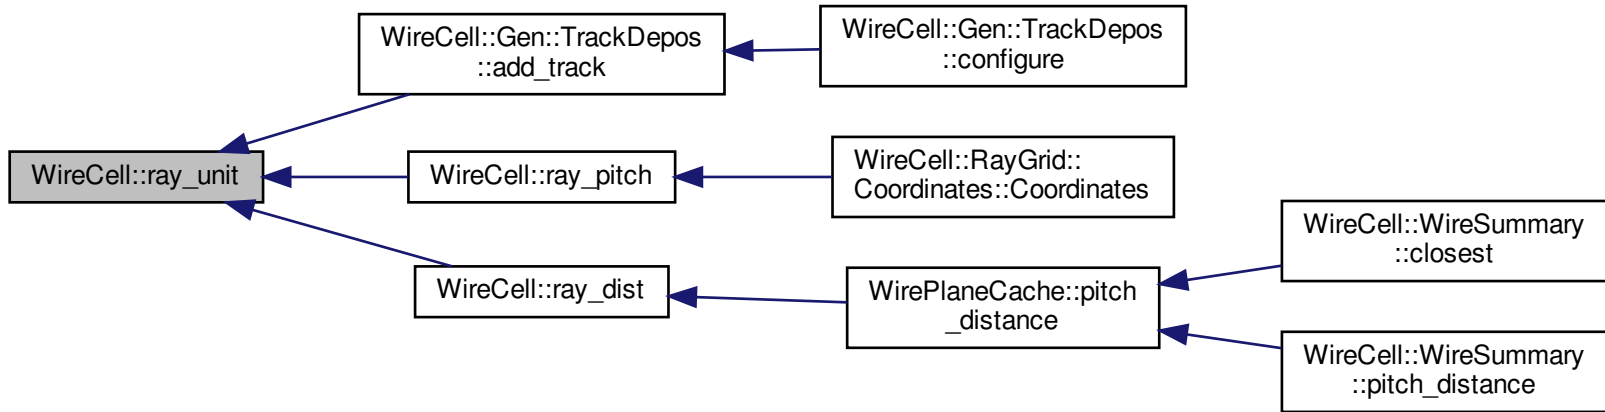 WireCell::Gen::TrackDepos
::add_track
WireCell::Gen::TrackDepos
::configure
WireCell::ray_unit
WireCell::ray_pitch
WireCell::RayGrid::
Coordinates::Coordinates
WireCell::ray_dist
WirePlaneCache::pitch
_distance
WireCell::WireSummary
::closest
WireCell::WireSummary
::pitch_distance